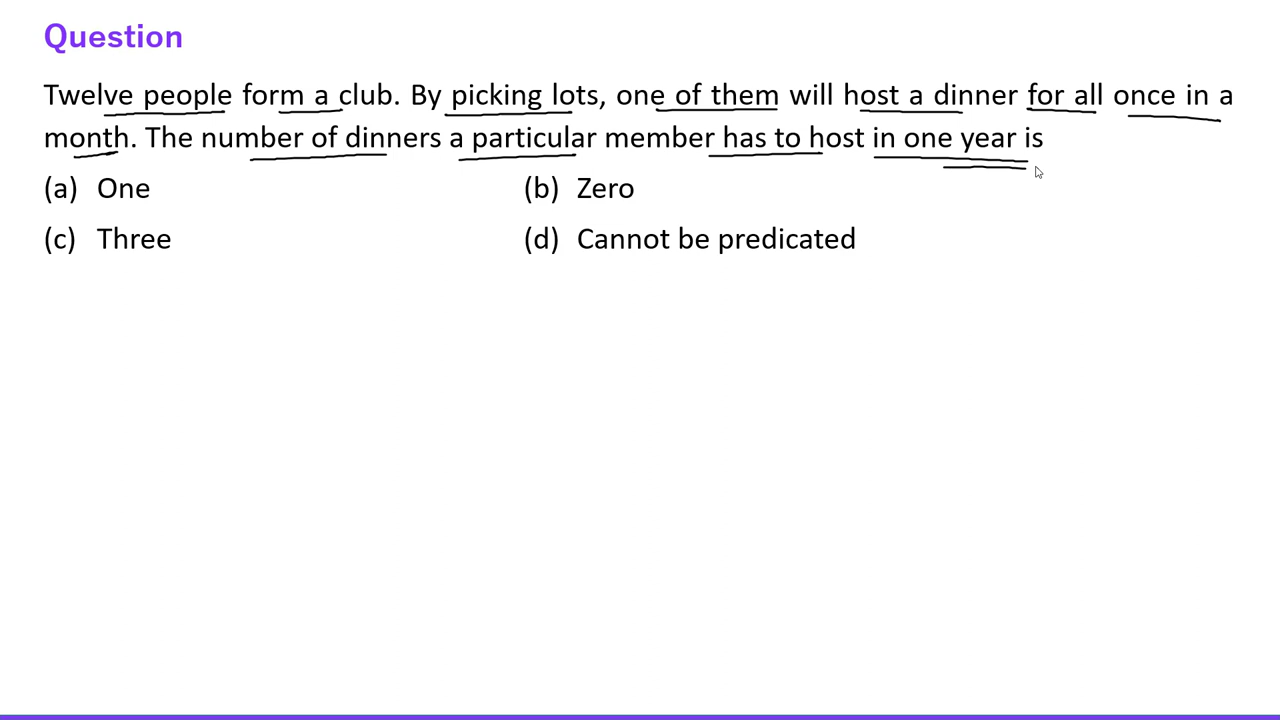 Question
Twelve people form a club. By picking lots, one of them will host a dinner for all once in a
month. The number of dinners a particular member has to host in one year is
(a) One (b) Zero
(c) Three (d) Cannot be predicated